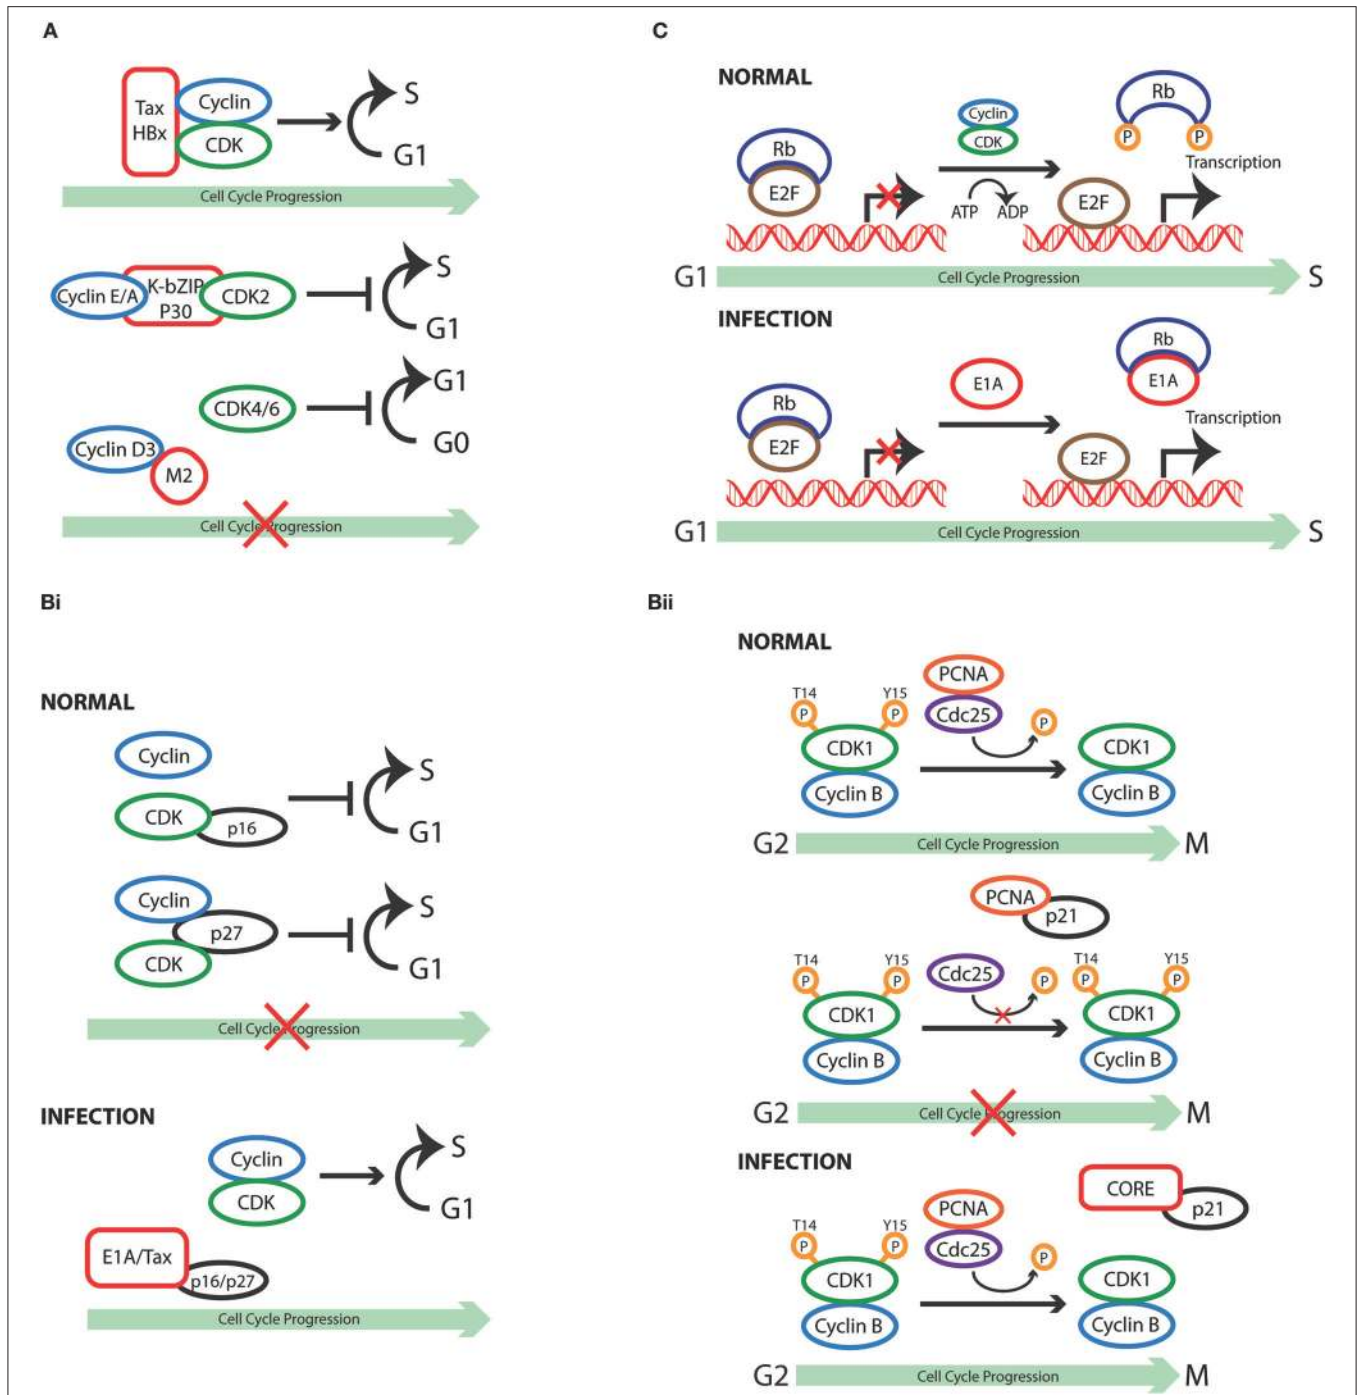 A
Tax
HBx
Cyclin
CDK
S
G1
Cell Cycle Progression
Cyclin E/A
K-bZIP
P30
CDK2
S
G1
CDK4/6
G1
G0
Cyclin D3
M2
Cell Cycle Progression
C
NORMAL
Rb
E2F
Cyclin
CDK
ATP
ADP
Rb
P
P
Transcription
E2F
G1
Cell Cycle Progression
S
INFECTION
Rb
E2F
E1A
Rb
E1A
Transcription
E2F
G1
Cell Cycle Progression
S
Bi
NORMAL
Cyclin
CDK
p16
S
G1
Cyclin
p27
CDK
S
G1
Cell Cycle Progression
INFECTION
Cyclin
CDK
S
G1
E1A/Tax
p16/p27
Cell Cycle Progression
Bii
NORMAL
T14
Y15
P
P
CDK1
Cyclin B
PCNA
Cdc25
P
CDK1
Cyclin B
G2
Cell Cycle Progression
M
PCNA
p21
T14
Y15
P
P
CDK1
Cyclin B
Cdc25
P
T14
Y15
P
P
CDK1
Cyclin B
G2
Cell Cycle Progression
M
INFECTION
T14
Y15
P
P
CDK1
Cyclin B
PCNA
Cdc25
P
CORE
p21
CDK1
Cyclin B
G2
Cell Cycle Progression
M